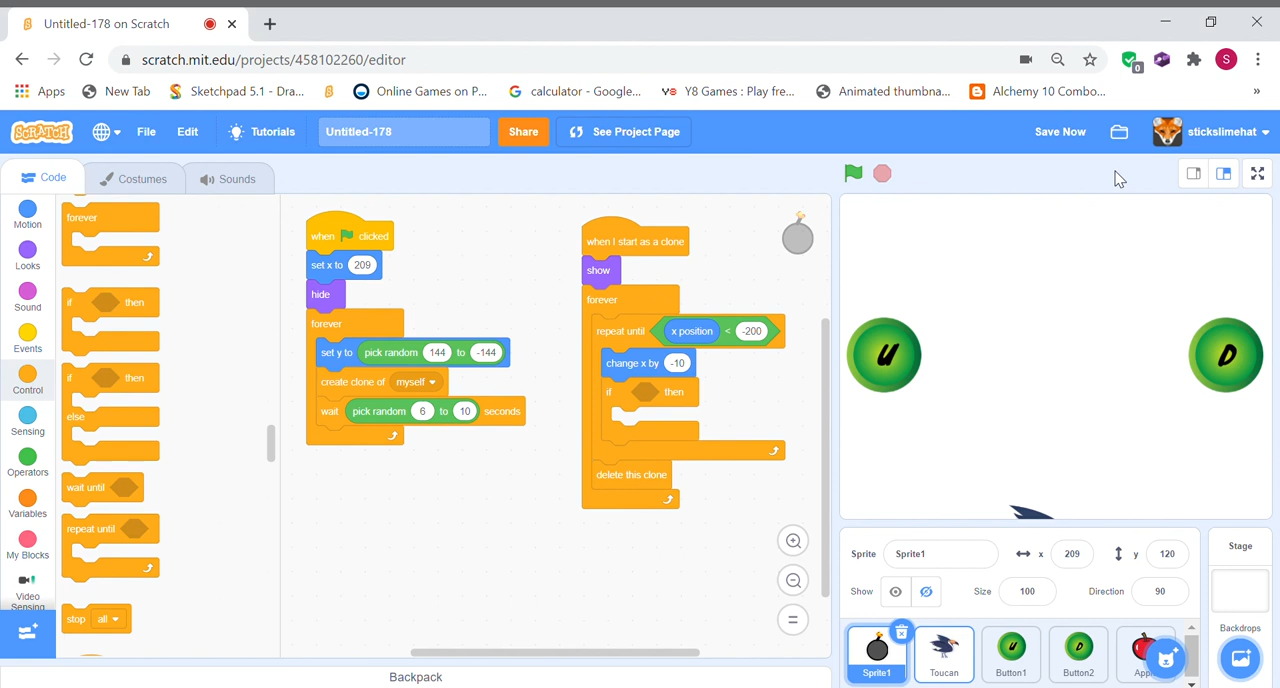 Untitled-178 on Scratch
scratch.mit.edu/projects/458102260/editor
0
S
Apps
New Tab
Sketchpad 5.1 - Dra...
Online Games on P...
calculator - Google...
Y8 Games : Play fre...
Animated thumbna...
Alchemy 10 Combo...
»
SCRATCH
File
Edit
Tutorials
Untitled-178
Share
See Project Page
Save Now
stickslimehat
Code
Costumes
Sounds
Motion
Looks
Sound
Events
Control
Sensing
Operators
Variables
My Blocks
Video
Sensing
forever
if then
if then
else
wait until
repeat until
stop all
when clicked
set x to 209
hide
forever
set y to pick random 144 to -144
create clone of myself
wait pick random 6 to 10 seconds
when I start as a clone
show
forever
repeat until x position < -200
change x by -10
if then
delete this clone
U
D
Sprite
Sprite1
x
209
y
120
Show
Size
100
Direction
90
Stage
Backdrops
Sprite1
Toucan
U
Button1
D
Button2
App
Backpack